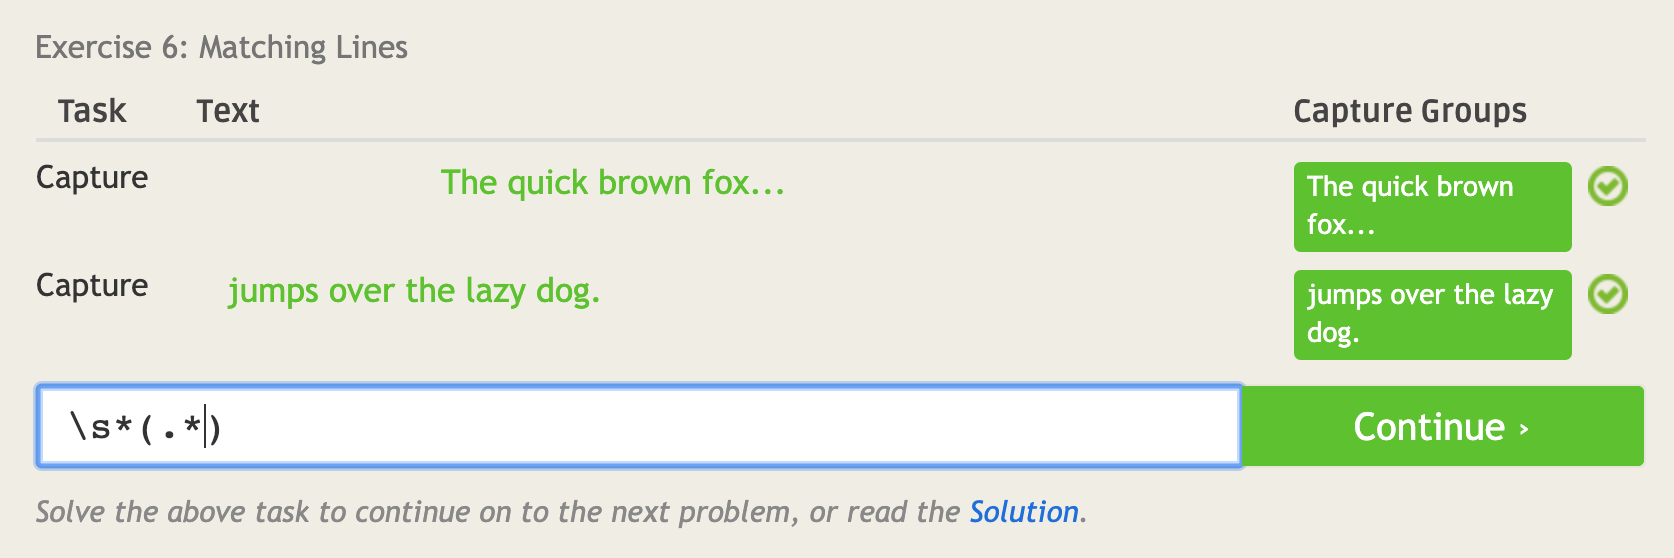 Exercise 6: Matching Lines
Task Text Capture Groups
Capture The quick brown fox... The quick brown
fox...
Capture jumps over the lazy dog. jumps over the lazy
dog.
\s*(.*)
Continue ›
Solve the above task to continue on to the next problem, or read the Solution.